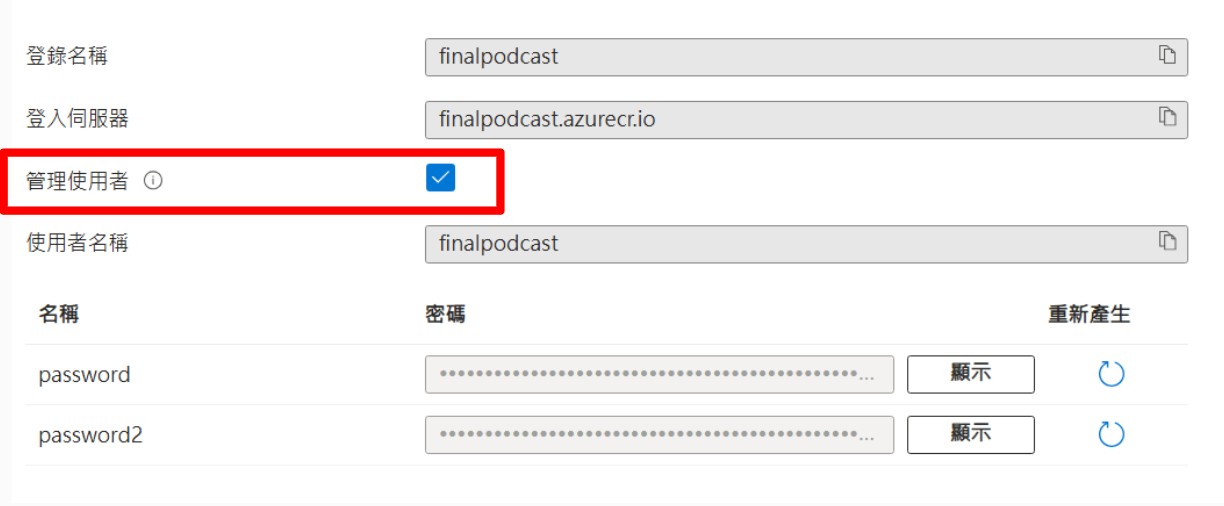 登錄名稱 finalpodcast
登入伺服器 finalpodcast.azurecr.io
管理使用者
使用者名稱 finalpodcast
名稱 密碼 重新產生
password ••••••••••••••••••••••••••••••••••••••••••••••... 顯示
password2 ••••••••••••••••••••••••••••••••••••••••••••••... 顯示